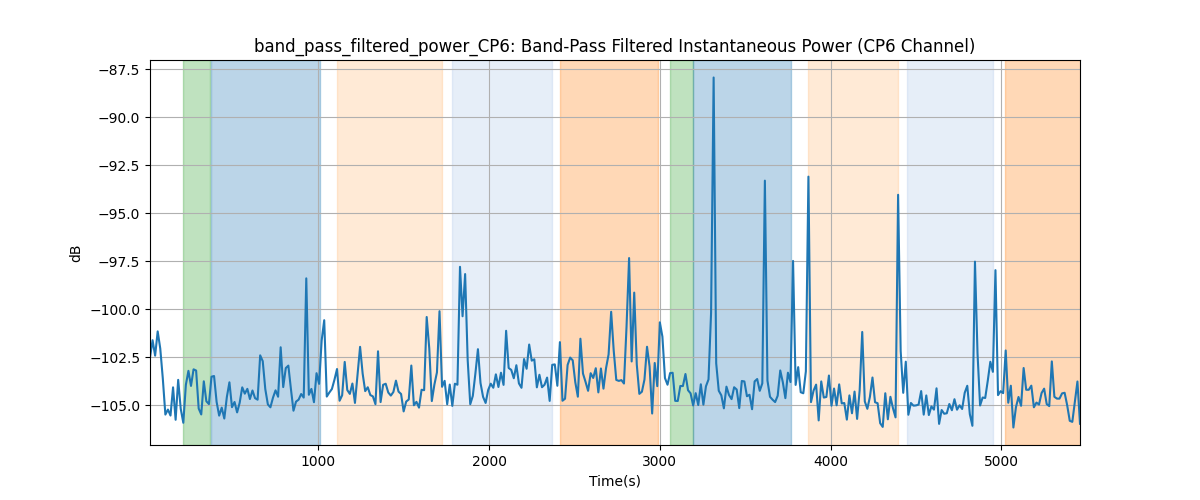 band_pass_filtered_power_CP6: Band-Pass Filtered Instantaneous Power (CP6 Channel)
−87.5
−90.0
−92.5
−95.0
−97.5
−100.0
−102.5
−105.0
dB
1000 2000 3000 4000 5000
Time(s)